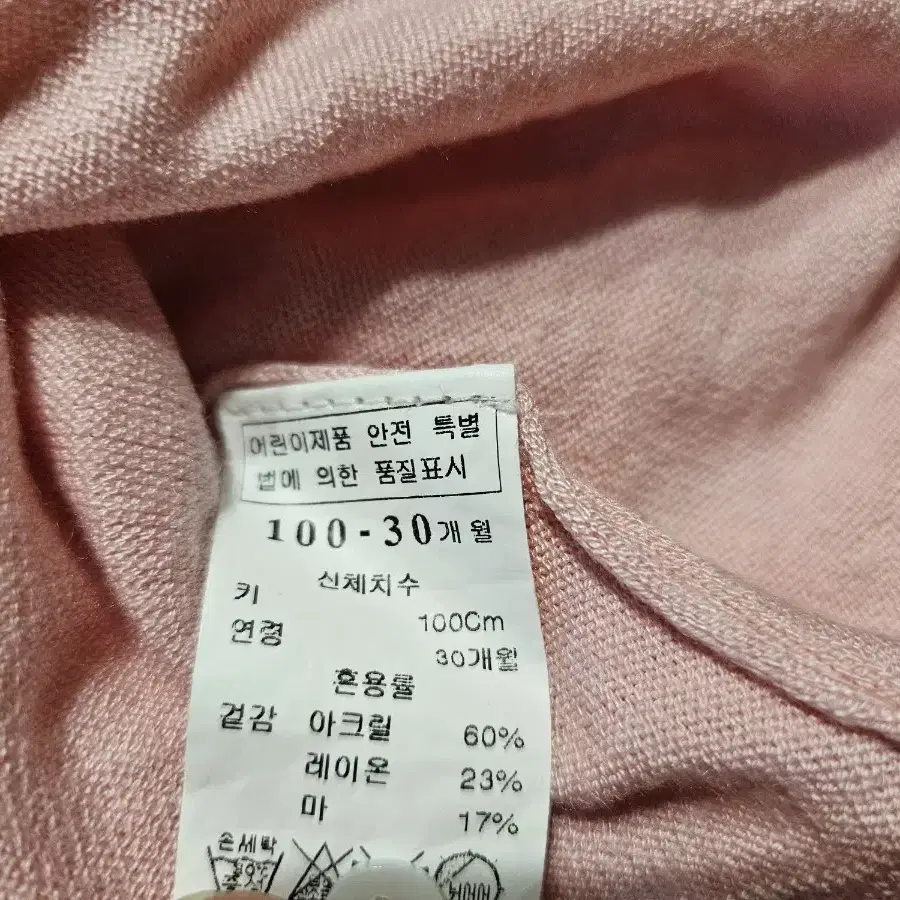 어린이제품 안전 특별
법에 의한 품질표시
100-30개월
신체치수
키 100Cm
연령 30개월
혼용률
겉감 아크릴 60%
레이온 23%
마 17%
손세탁
중성